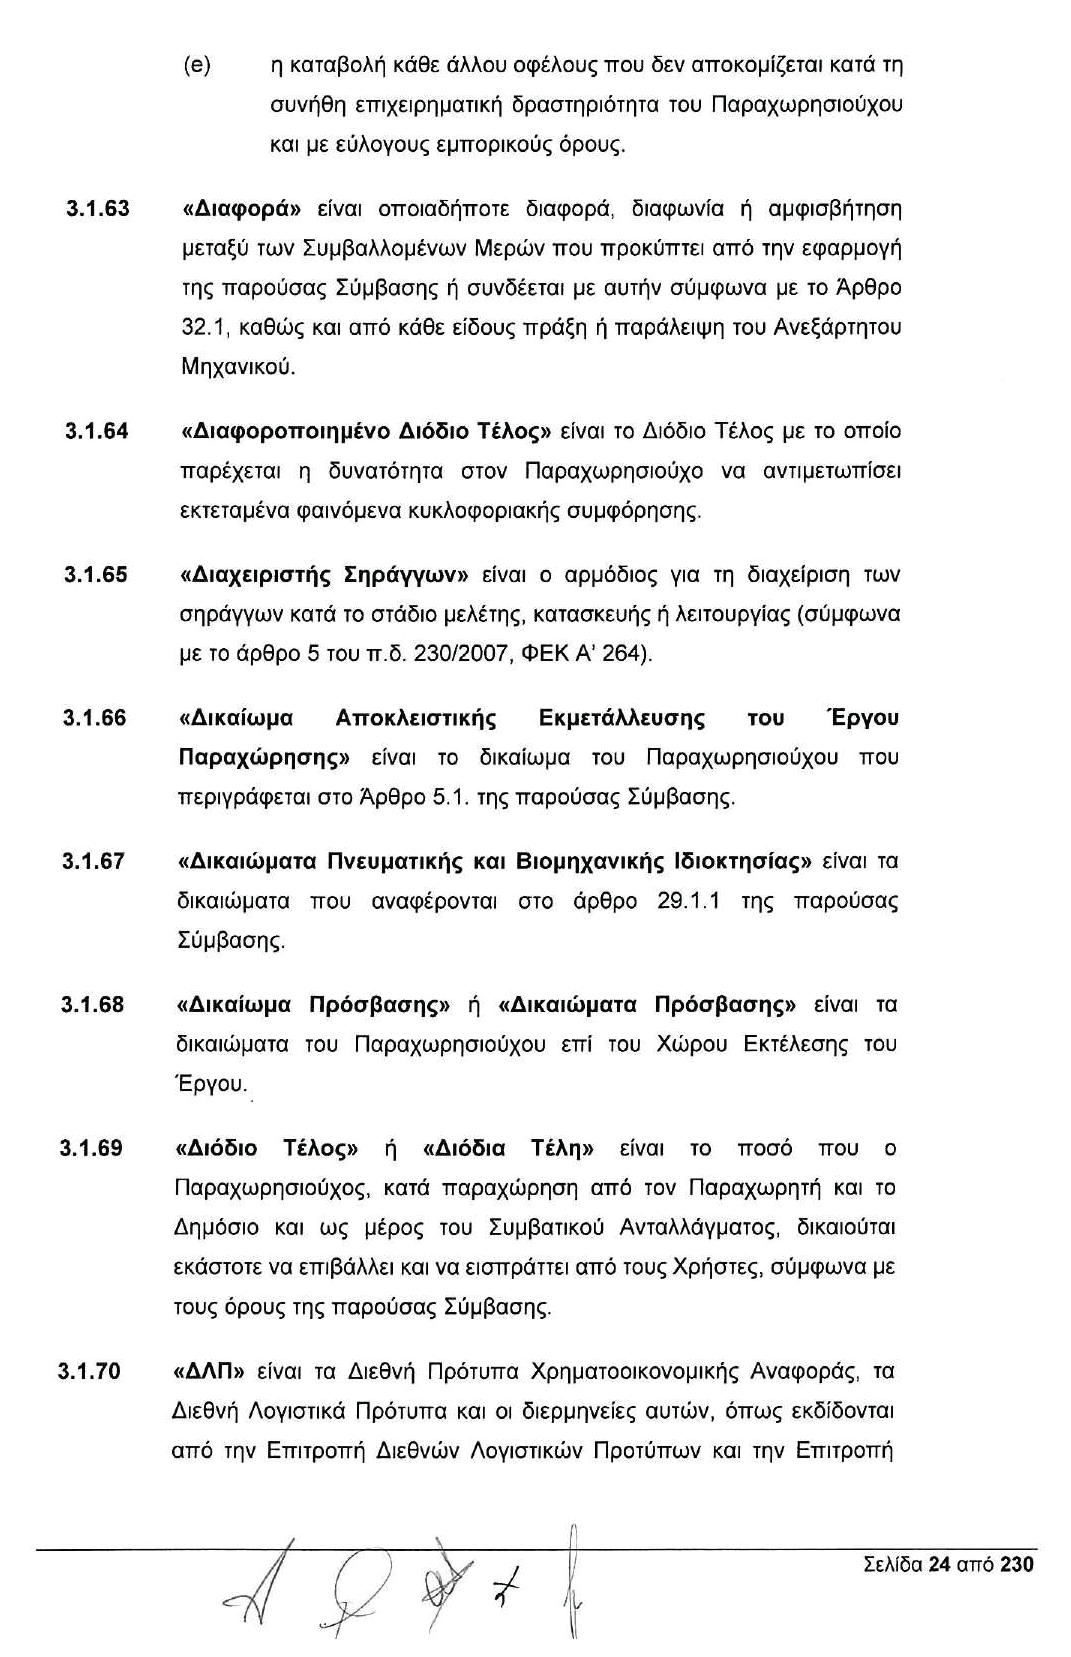 (e) η καταβολή κάθε άλλου οφέλους που δεν αποκομίζεται κατά τη
συνήθη επιχειρηματική δραστηριότητα του Παραχωρησιούχου
και με εύλογους εμπορικούς όρους.
3.1.63 «Διαφορά» είναι οποιαδήποτε διαφορά, διαφωνία ή αμφισβήτηση
μεταξύ των Συμβαλλομένων Μερών που προκύπτει από την εφαρμογή
της παρούσας Σύμβασης ή συνδέεται με αυτήν σύμφωνα με το Άρθρο
32.1, καθώς και από κάθε είδους πράξη ή παράλειψη του Ανεξάρτητου
Μηχανικού.
3.1.64 «Διαφοροποιημένο Διόδιο Τέλος» είναι το Διόδιο Τέλος με το οποίο
παρέχεται η δυνατότητα στον Παραχωρησιούχο να αντιμετωπίσει
εκτεταμένα φαινόμενα κυκλοφοριακής συμφόρησης.
3.1.65 «Διαχειριστής Σηράγγων» είναι ο αρμόδιος για τη διαχείριση των
σηράγγων κατά το στάδιο μελέτης, κατασκευής ή λειτουργίας (σύμφωνα
με το άρθρο 5 του π.δ. 230/2007, ΦΕΚ Α' 264).
3.1.66 «Δικαίωμα Αποκλειστικής Εκμετάλλευσης του Έργου
Παραχώρησης» είναι το δικαίωμα του Παραχωρησιούχου που
περιγράφεται στο Άρθρο 5.1. της παρούσας Σύμβασης.
3.1.67 «Δικαιώματα Πνευματικής και Βιομηχανικής Ιδιοκτησίας» είναι τα
δικαιώματα που αναφέρονται στο άρθρο 29.1.1 της παρούσας
Σύμβασης.
3.1.68 «Δικαίωμα Πρόσβασης» ή «Δικαιώματα Πρόσβασης» είναι τα
δικαιώματα του Παραχωρησιούχου επί του Χώρου Εκτέλεσης του
Έργου.
3.1.69 «Διόδιο Τέλος» ή «Διόδια Τέλη» είναι το ποσό που ο
Παραχωρησιούχος, κατά παραχώρηση από τον Παραχωρητή και το
Δημόσιο και ως μέρος του Συμβατικού Ανταλλάγματος, δικαιούται
εκάστοτε να επιβάλλει και να εισπράττει από τους Χρήστες, σύμφωνα με
τους όρους της παρούσας Σύμβασης.
3.1.70 «ΔΛΠ» είναι τα Διεθνή Πρότυπα Χρηματοοικονομικής Αναφοράς, τα
Διεθνή Λογιστικά Πρότυπα και οι διερμηνείες αυτών, όπως εκδίδονται
από την Επιτροπή Διεθνών Λογιστικών Προτύπων και την Επιτροπή
Σελίδα 24 από 230